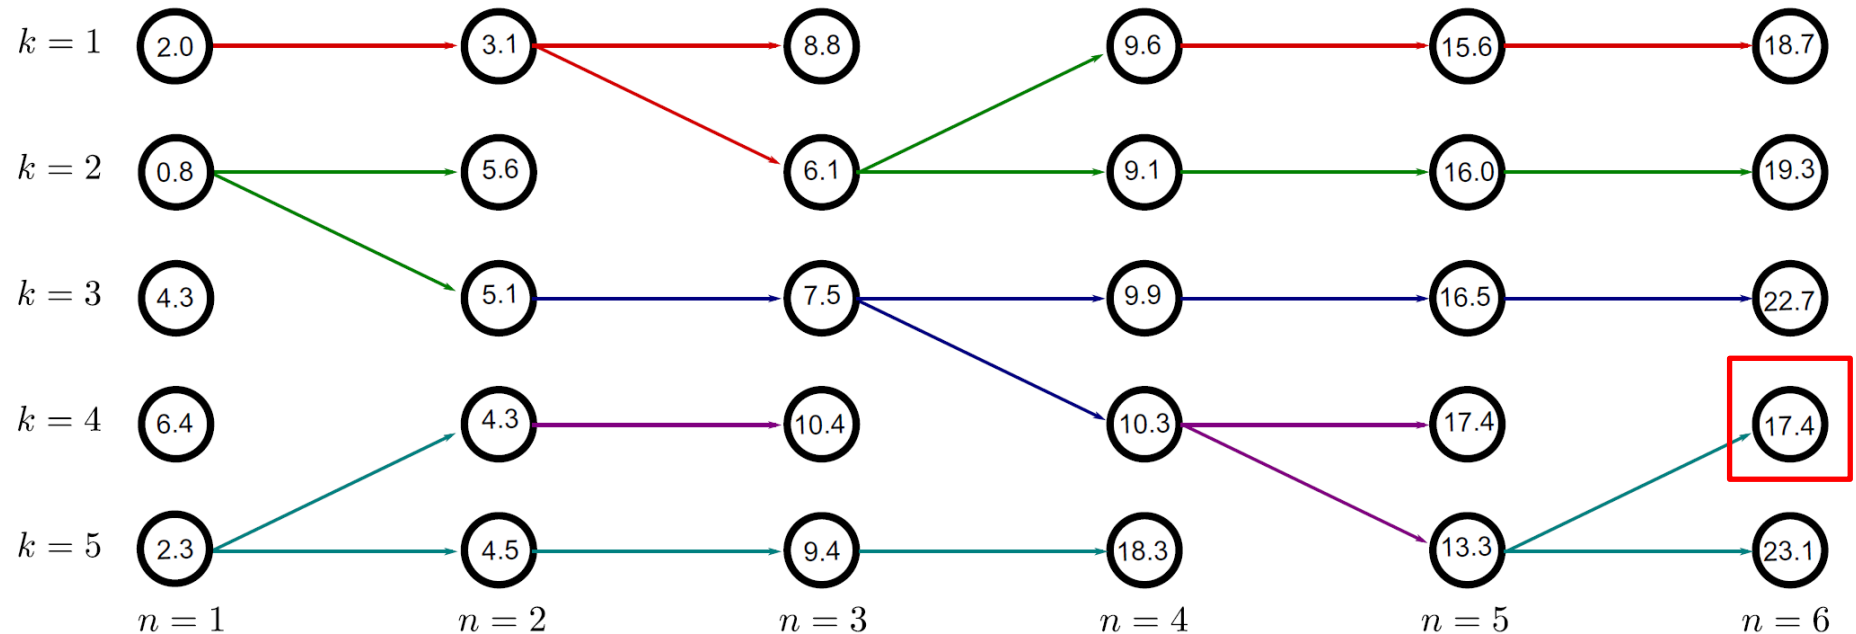 k = 1 2.0 3.1 8.8 9.6 15.6 18.7
k = 2 0.8 5.6 6.1 9.1 16.0 19.3
k = 3 4.3 5.1 7.5 9.9 16.5 22.7
k = 4 6.4 4.3 10.4 10.3 17.4 17.4
k = 5 2.3 4.5 9.4 18.3 13.3 23.1
n = 1 n = 2 n = 3 n = 4 n = 5 n = 6